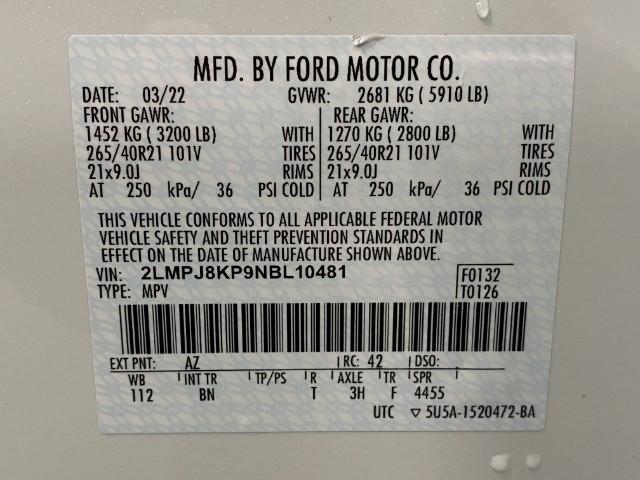 MFD. BY FORD MOTOR CO.
DATE: 03/22 GVWR: 2681 KG ( 5910 LB)
FRONT GAWR: REAR GAWR:
1452 KG ( 3200 LB) WITH 1270 KG ( 2800 LB) WITH
265/40R21 101V TIRES 265/40R21 101V TIRES
21x9.0J RIMS 21x9.0J RIMS
AT 250 kPa/ 36 PSI COLD AT 250 kPa/ 36 PSI COLD
THIS VEHICLE CONFORMS TO ALL APPLICABLE FEDERAL MOTOR
VEHICLE SAFETY AND THEFT PREVENTION STANDARDS IN
EFFECT ON THE DATE OF MANUFACTURE SHOWN ABOVE.
VIN: 2LMPJ8KP9NBL10481 F0132
TYPE: MPV T0126
EXT PNT: AZ RC: 42 DSO:
WB INT TR TP/PS R AXLE TR SPR
112 BN T 3H F 4455
UTC ▽ 5U5A-1520472-BA